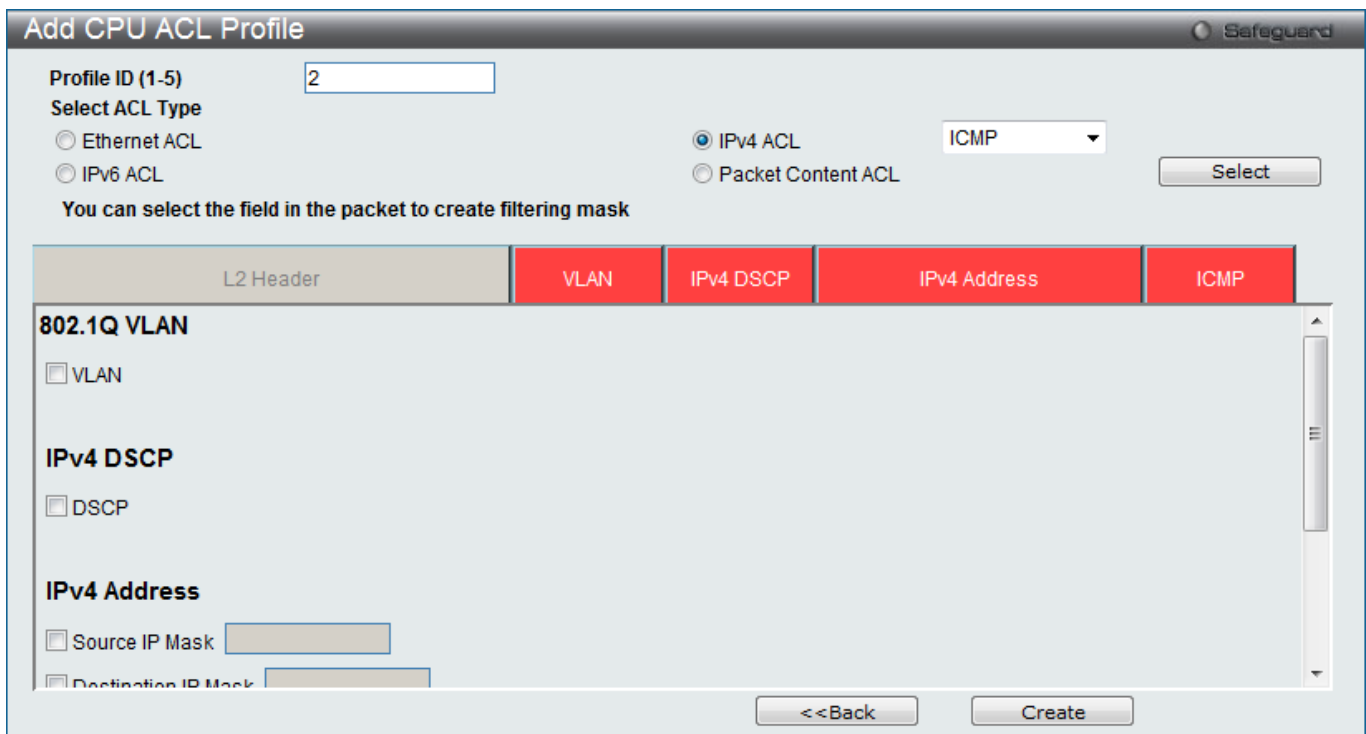 Add CPU ACL Profile
Safeguard
Profile ID (1-5)
2
Select ACL Type
Ethernet ACL
IPv4 ACL
ICMP
IPv6 ACL
Packet Content ACL
Select
You can select the field in the packet to create filtering mask
L2 Header
VLAN
IPv4 DSCP
IPv4 Address
ICMP
802.1Q VLAN
VLAN
IPv4 DSCP
DSCP
IPv4 Address
Source IP Mask
Destination IP Mask
<<Back
Create